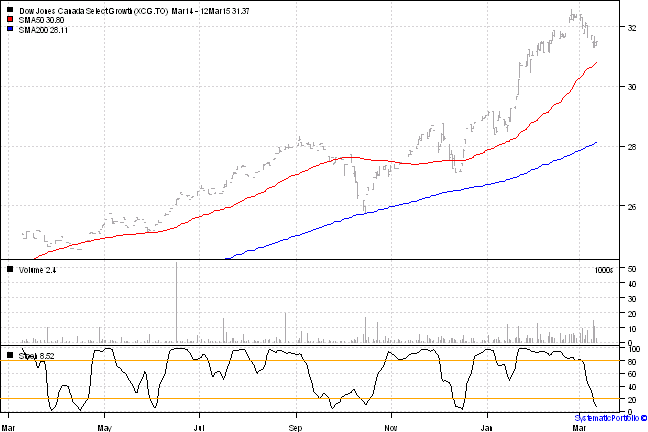 Dow Jones Canada Select Growth (XCG.TO) Mar14 - 12Mar15 31.37
SMA50 30.80
SMA200 28.11
32
30
28
26
Volume 2.4
1000s
50
40
30
20
10
0
Stoch 8.52
100
80
60
40
20
0
Mar May Jul Sep Nov Jan Mar
SystematicPortfolio ©